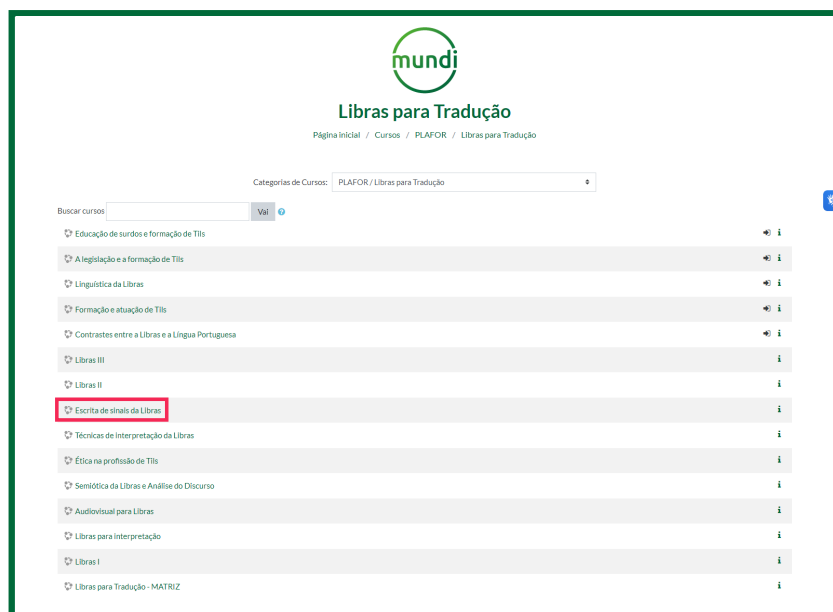 mundi
Libras para Tradução
Página inicial / Cursos / PLAFOR / Libras para Tradução
Categorias de Cursos: PLAFOR / Libras para Tradução
Buscar cursos Vai
Educação de surdos e formação de Tils
A legislação e a formação de Tils
Linguística da Libras
Formação e atuação de Tils
Contrastes entre a Libras e a Língua Portuguesa
Libras III
Libras II
Escrita de sinais da Libras
Técnicas de interpretação da Libras
Ética na profissão de Tils
Semiótica da Libras e Análise do Discurso
Audiovisual para Libras
Libras para interpretação
Libras I
Libras para Tradução - MATRIZ